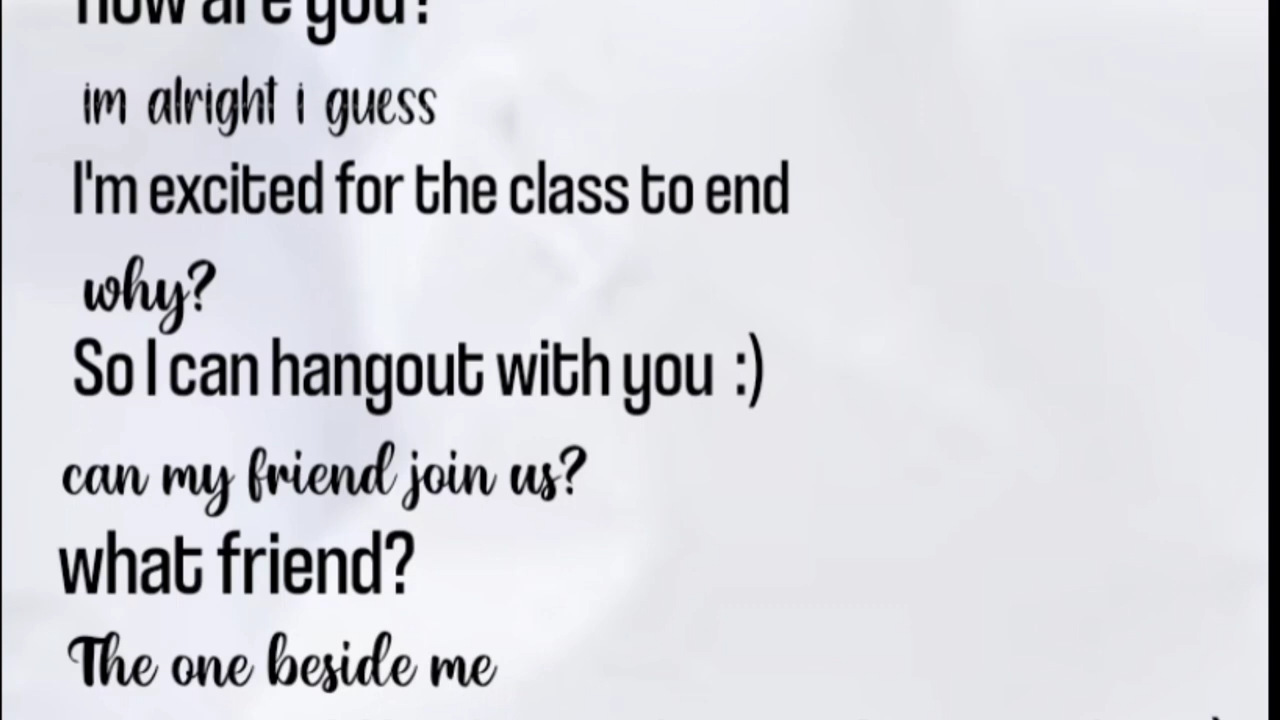 how are you?
im alright i guess
I'm excited for the class to end
why?
So I can hangout with you :)
can my friend join us?
what friend?
The one beside me